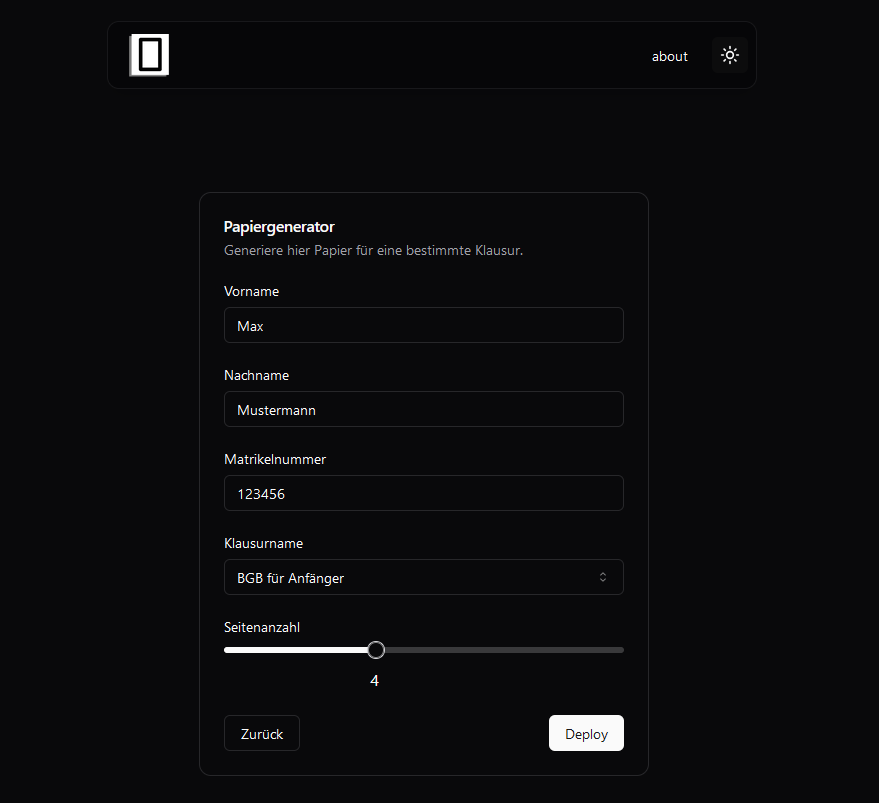 about
Papiergenerator
Generiere hier Papier für eine bestimmte Klausur.
Vorname
Max
Nachname
Mustermann
Matrikelnummer
123456
Klausurname
BGB für Anfänger
Seitenanzahl
4
Zurück
Deploy